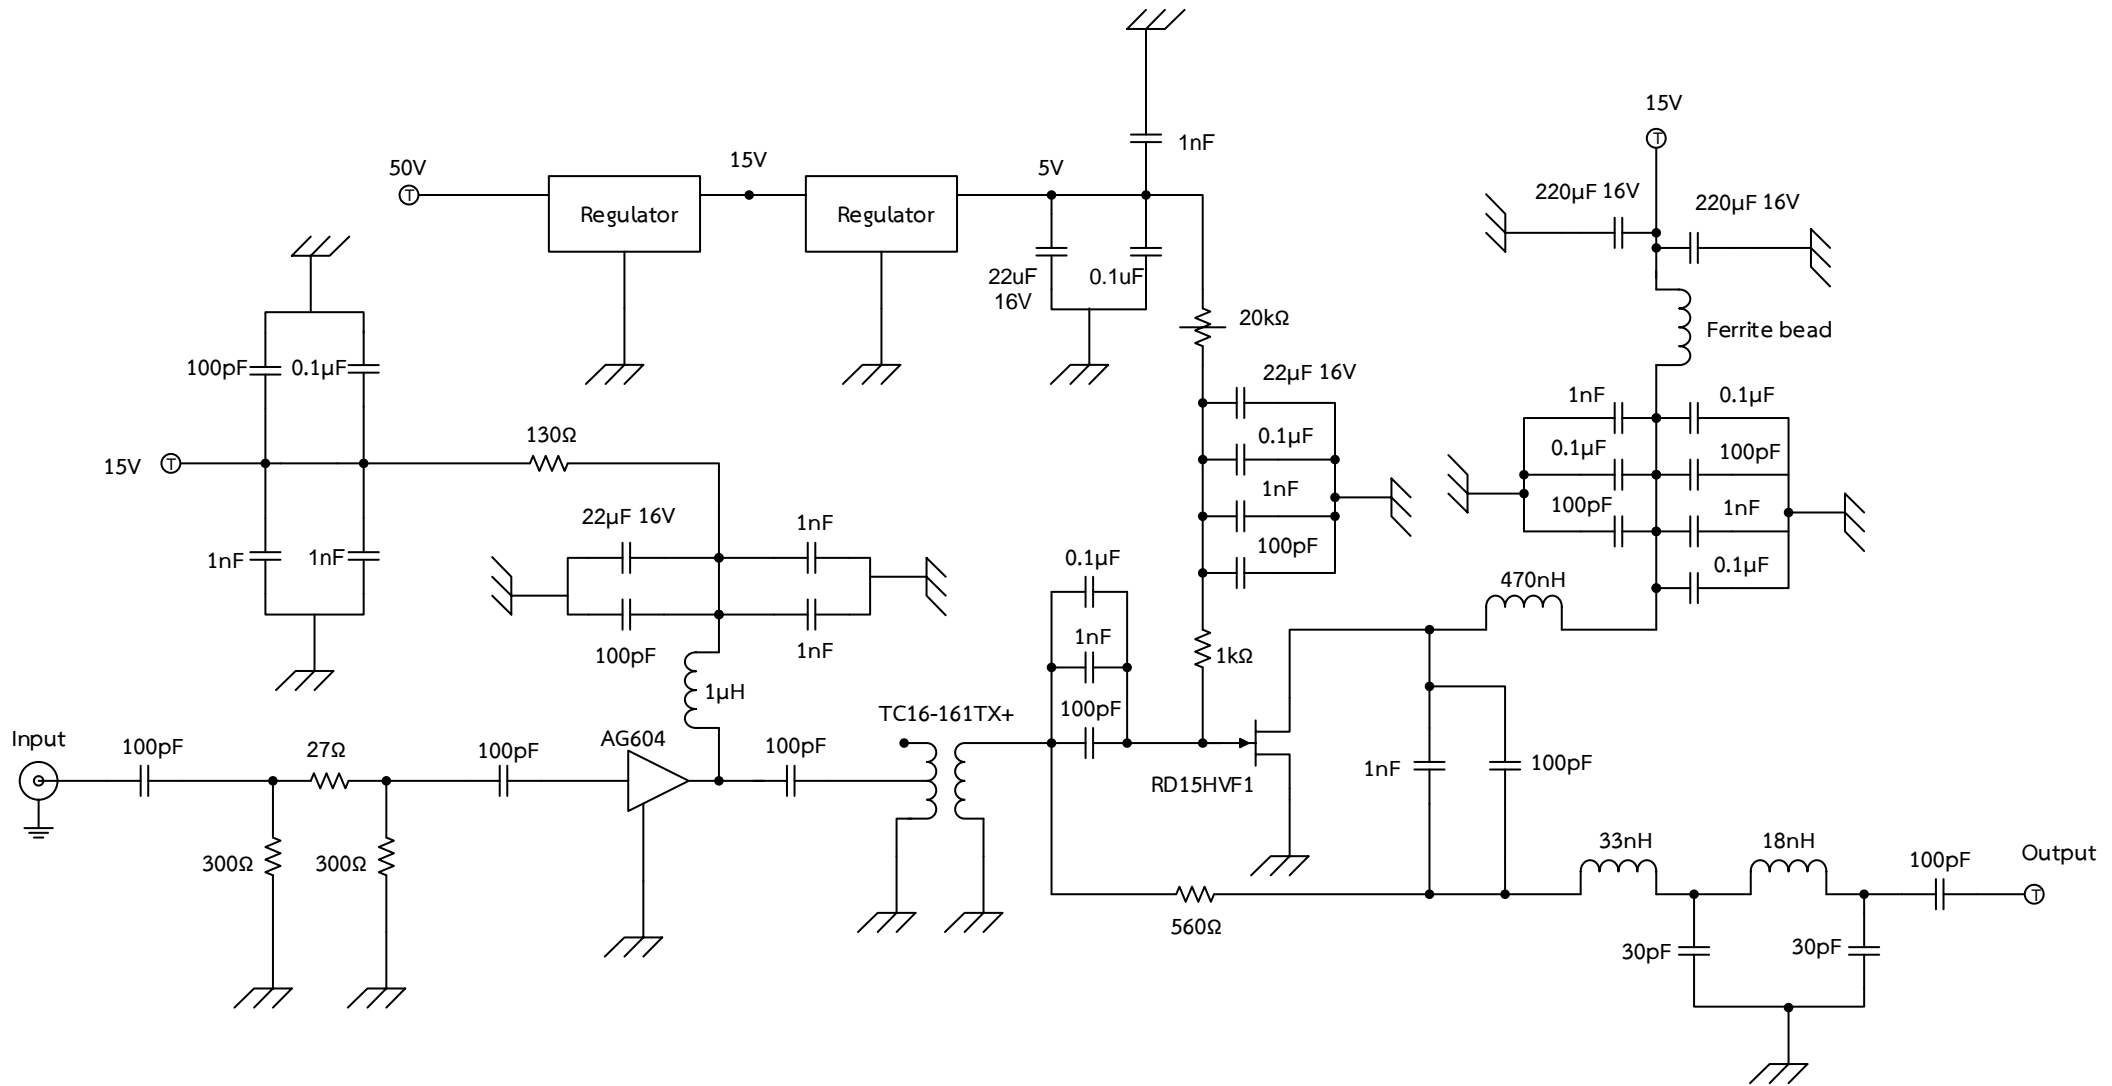 15V
1nF
50V
15V
5V
220µF 16V
220µF 16V
Regulator
Regulator
22uF
16V
0.1uF
20kΩ
Ferrite bead
100pF
0.1µF
22µF 16V
1nF
0.1µF
130Ω
0.1µF
0.1µF
100pF
15V
1nF
100pF
1nF
22µF 16V
1nF
1nF
1nF
0.1µF
100pF
0.1µF
470nH
100pF
1nF
1nF
1kΩ
1µH
100pF
TC16-161TX+
Input
100pF
27Ω
100pF
AG604
100pF
1nF
100pF
RD15HVF1
300Ω
300Ω
33nH
18nH
100pF
Output
560Ω
30pF
30pF
T
T
T
T